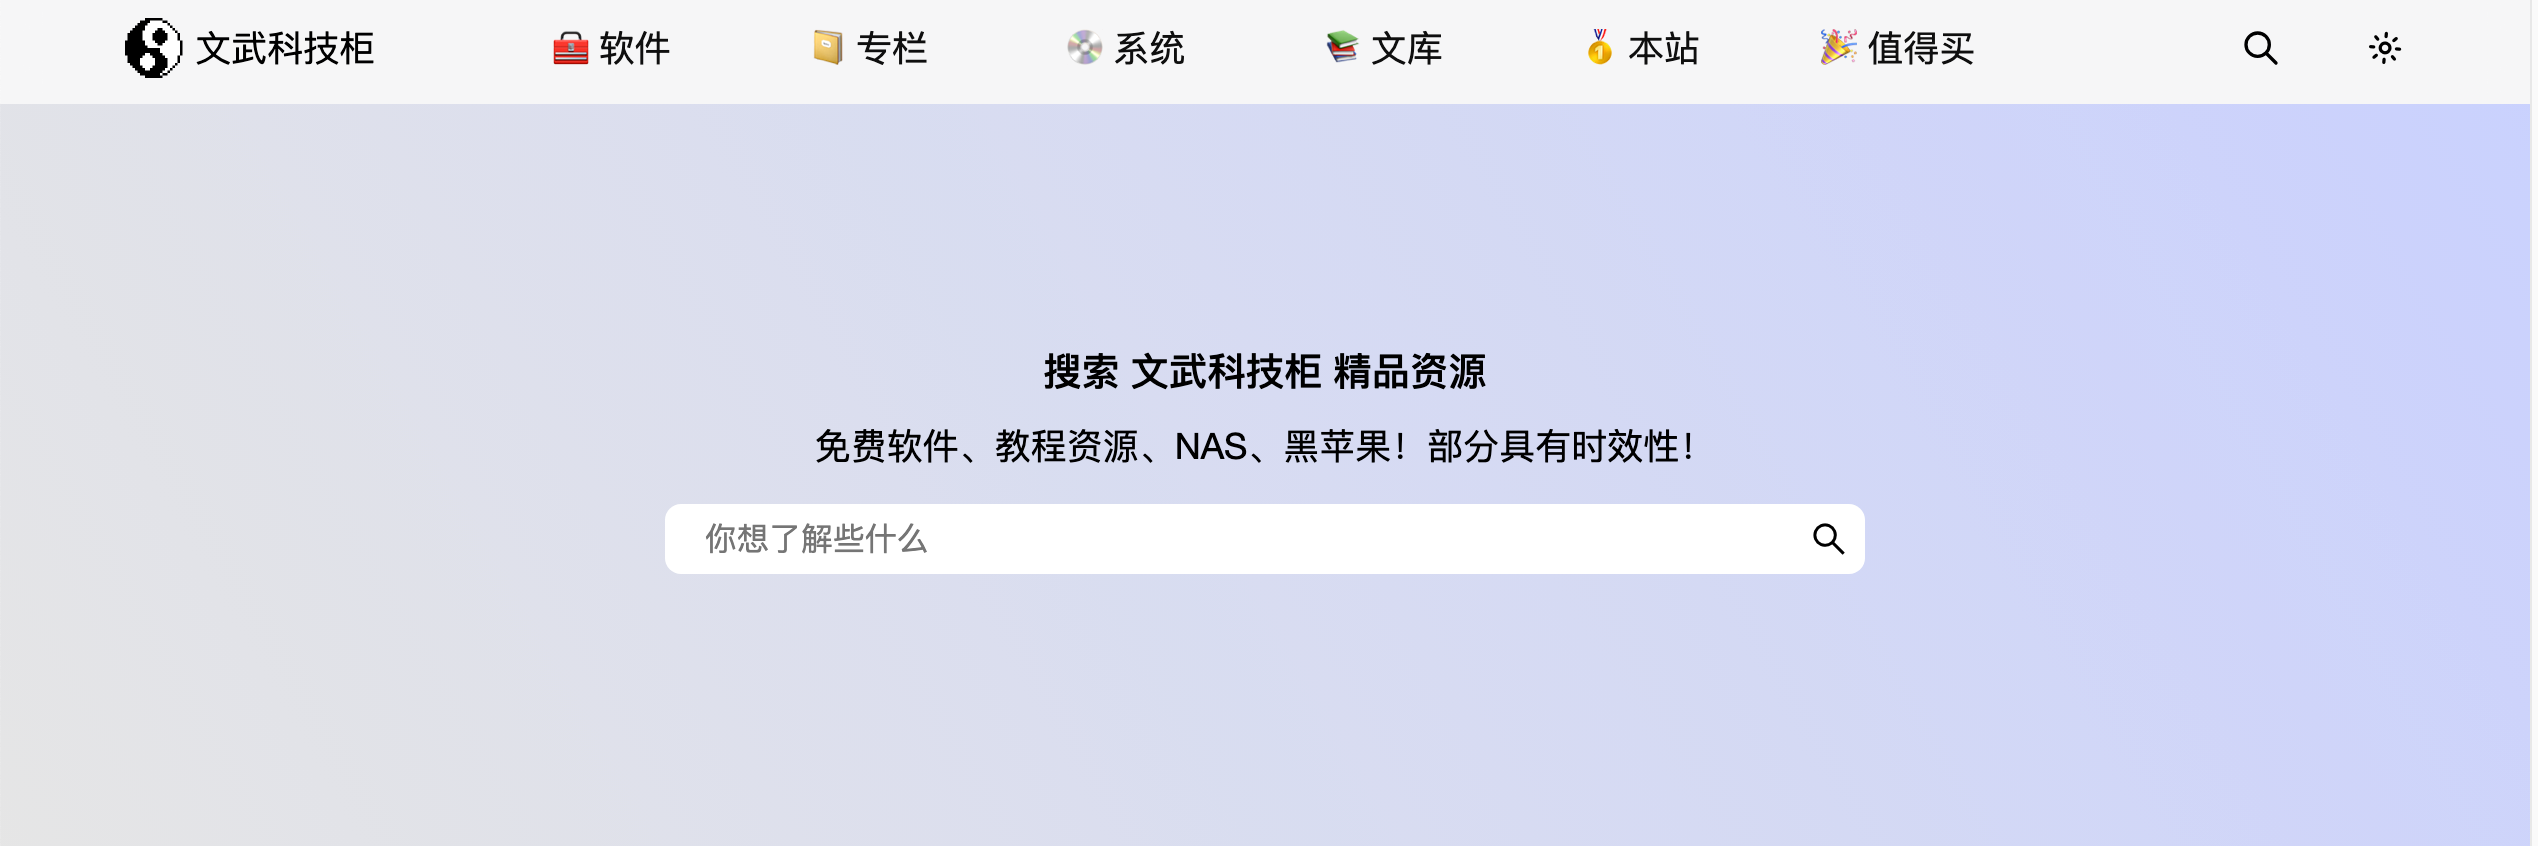 文武科技柜 软件 专栏 系统 文库 本站 值得买
搜索 文武科技柜 精品资源
免费软件、教程资源、NAS、黑苹果！部分具有时效性！
你想了解些什么